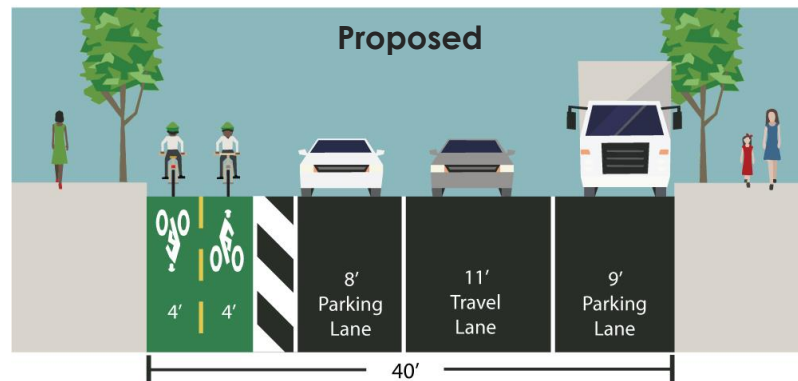 Proposed
4'
4'
8'
Parking
Lane
11'
Travel
Lane
9'
Parking
Lane
40'